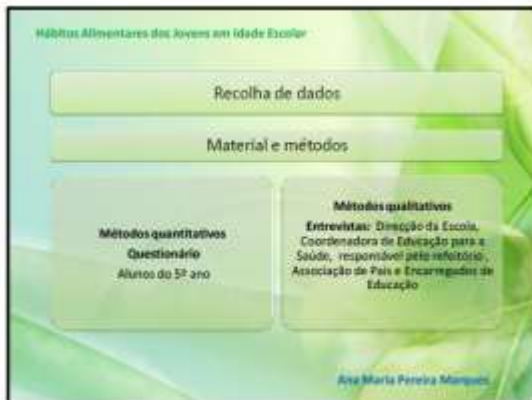 Hábitos Alimentares dos Jovens em Idade Escolar
Recolha de dados
Material e métodos
Métodos quantitativos
Questionário
Alunos do 5º ano
Métodos qualitativos
Entrevistas: Direcção da Escola,
Coordenadora de Educação para a
Saúde, responsável pelo refeitório,
Associação de Pais e Encarregados de
Educação
Ana Maria Pereira Marques